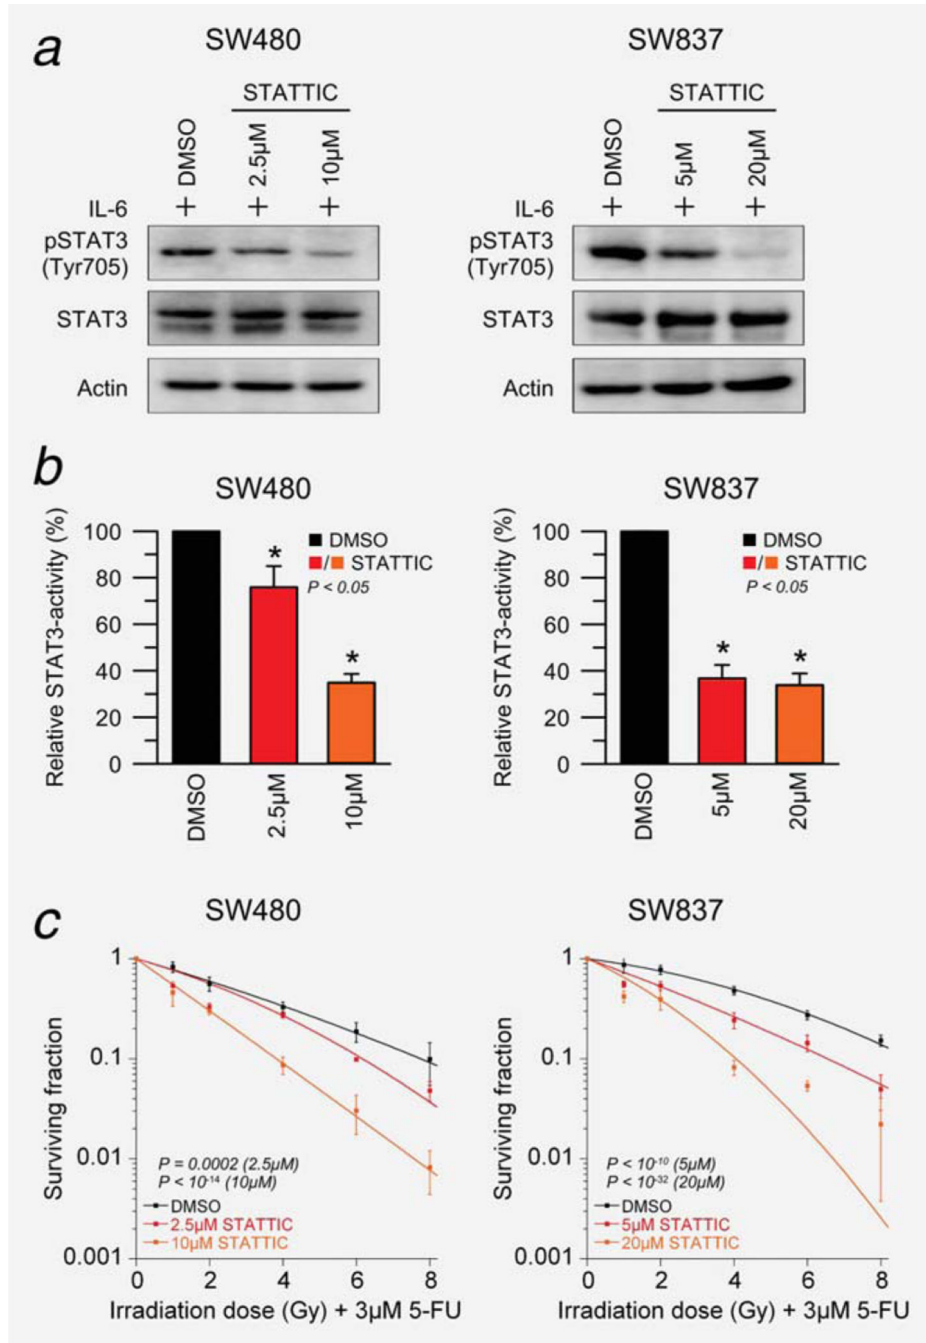 a
SW480
SW837
STATTIC
STATTIC
DMSO
2.5µM
10µM
DMSO
5µM
20µM
IL-6 + + +
IL-6 + + +
pSTAT3
(Tyr705)
pSTAT3
(Tyr705)
STAT3
STAT3
Actin
Actin
b
SW480
Relative STAT3-activity (%)
100
80
60
40
20
0
DMSO
/ STATTIC
P < 0.05
*
*
DMSO
2.5µM
10µM
SW837
Relative STAT3-activity (%)
100
80
60
40
20
0
DMSO
/ STATTIC
P < 0.05
*
*
DMSO
5µM
20µM
c
SW480
Surviving fraction
1
0.1
0.01
0.001
P = 0.0002 (2.5µM)
P < 10⁻¹⁴ (10µM)
DMSO
2.5µM STATTIC
10µM STATTIC
0 2 4 6 8
Irradiation dose (Gy) + 3µM 5-FU
SW837
Surviving fraction
1
0.1
0.01
0.001
P < 10⁻¹⁰ (5µM)
P < 10⁻³² (20µM)
DMSO
5µM STATTIC
20µM STATTIC
0 2 4 6 8
Irradiation dose (Gy) + 3µM 5-FU